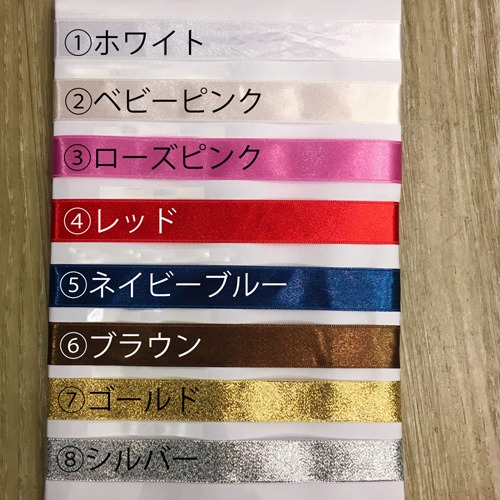 ①ホワイト
②ベビーピンク
③ローズピンク
④レッド
⑤ネイビーブルー
⑥ブラウン
⑦ゴールド
⑧シルバー